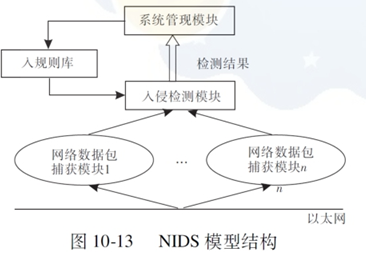 系统管现模块
入规则库
检测结果
入侵检测模块
网络数据包
捕获模块1
…
网络数据包
捕获模块n
n
以太网
图 10-13 NIDS 模型结构